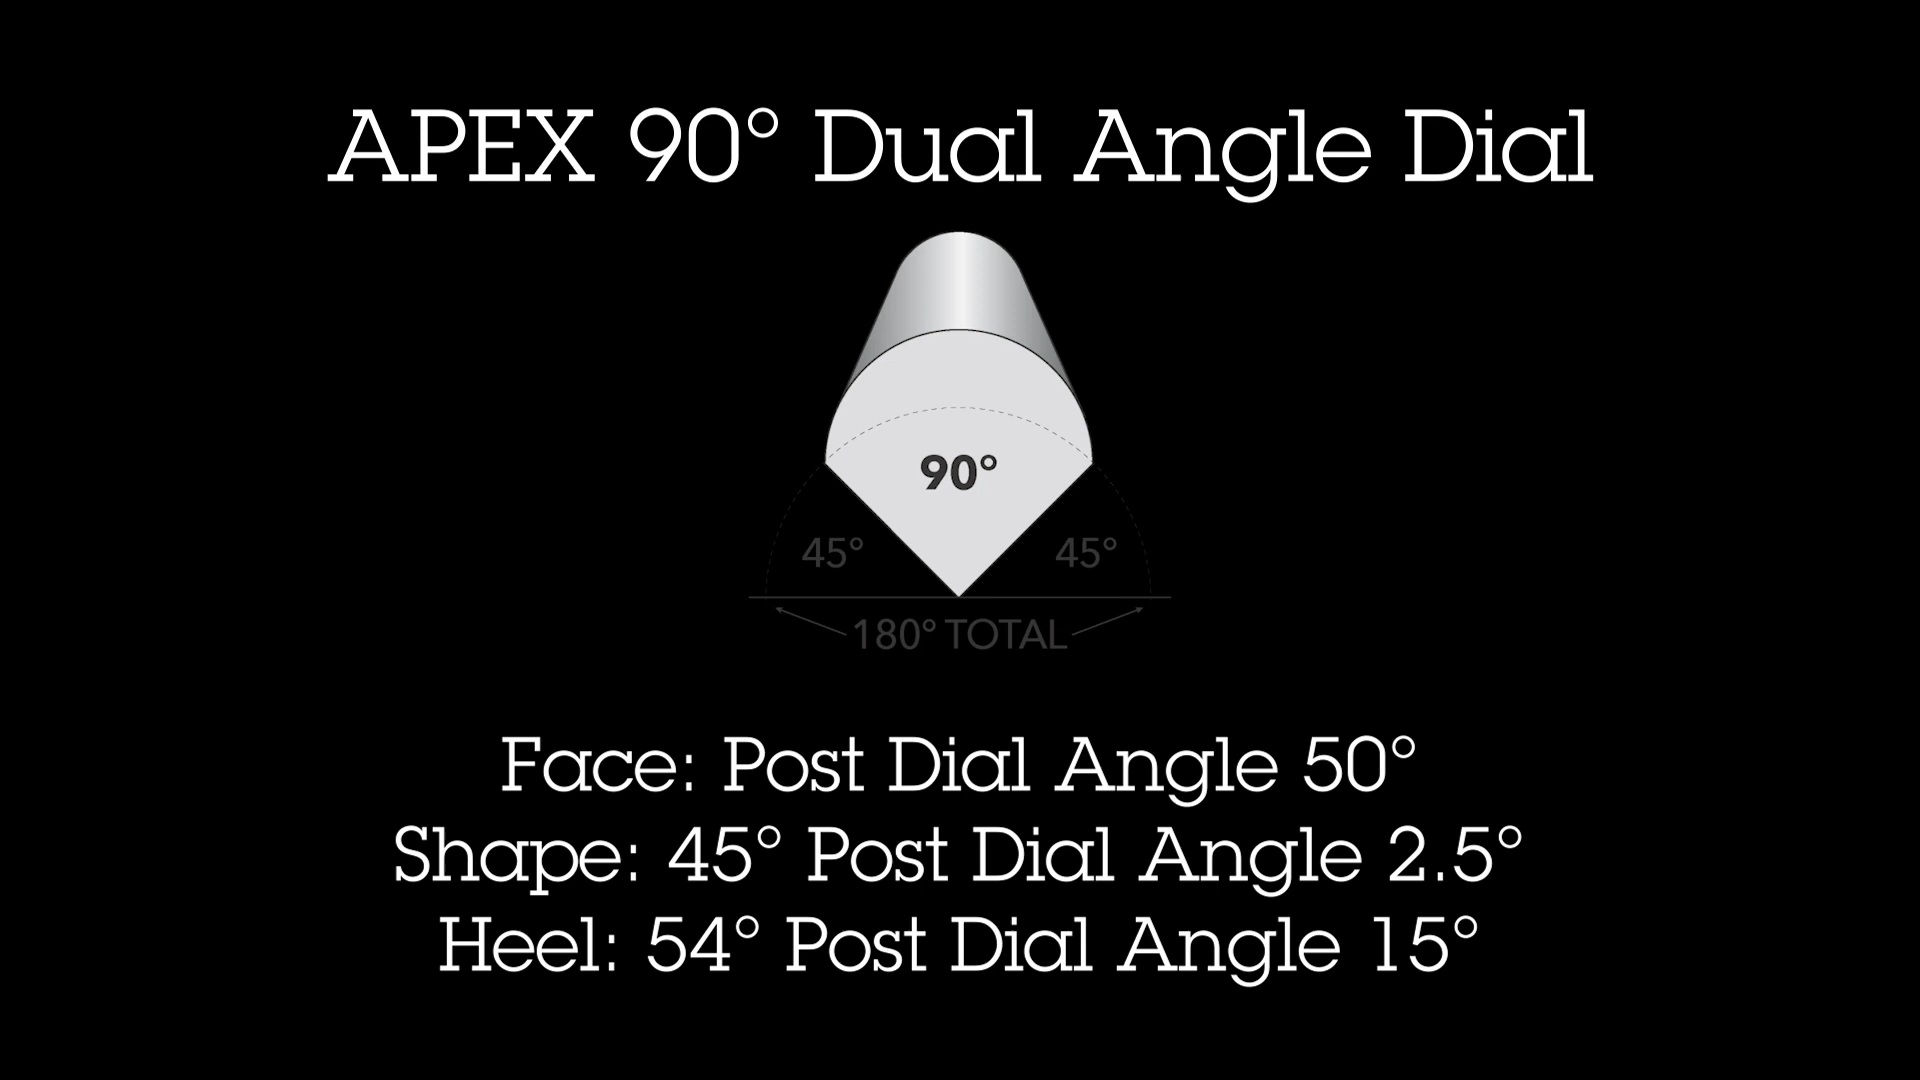 APEX 90° Dual Angle Dial
90°
45° 45°
180° TOTAL
Face: Post Dial Angle 50°
Shape: 45° Post Dial Angle 2.5°
Heel: 54° Post Dial Angle 15°